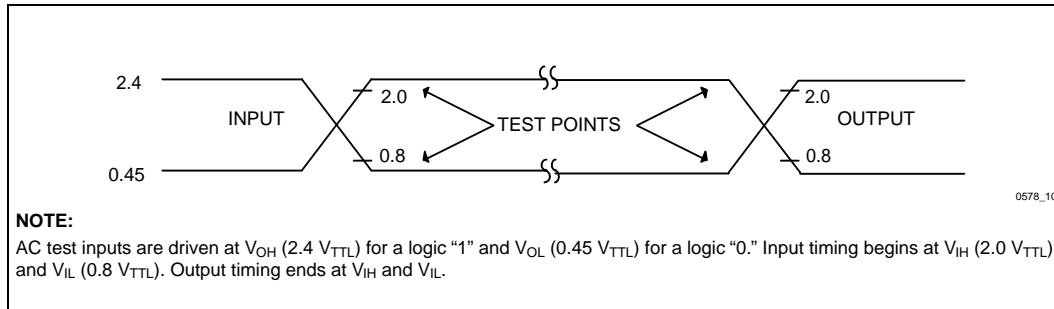 2.4
2.0
2.0
INPUT
TEST POINTS
OUTPUT
0.8
0.8
0.45
0578_10
NOTE:
AC test inputs are driven at VOH (2.4 VTTL) for a logic “1” and VOL (0.45 VTTL) for a logic “0.” Input timing begins at VIH (2.0 VTTL)
and VIL (0.8 VTTL). Output timing ends at VIH and VIL.